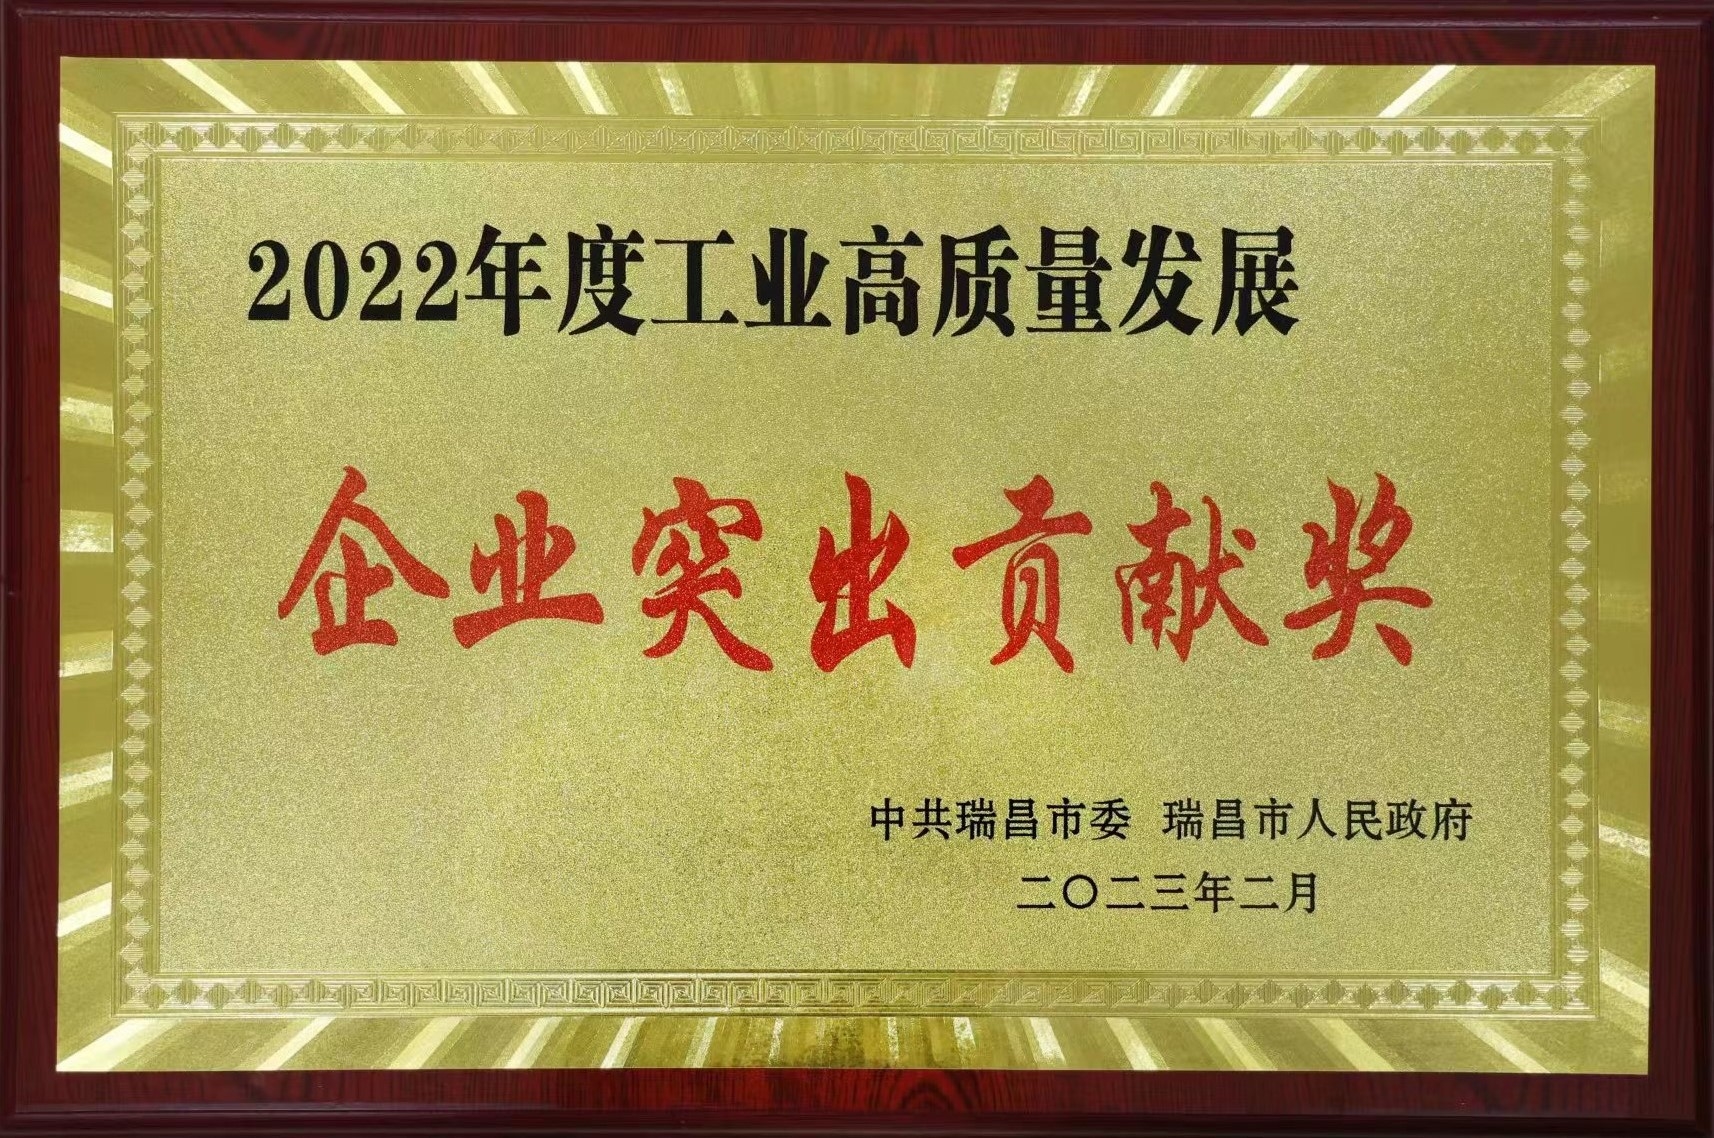 2022年度工业高质量发展
企业突出贡献奖
中共瑞昌市委 瑞昌市人民政府
二〇二三年二月